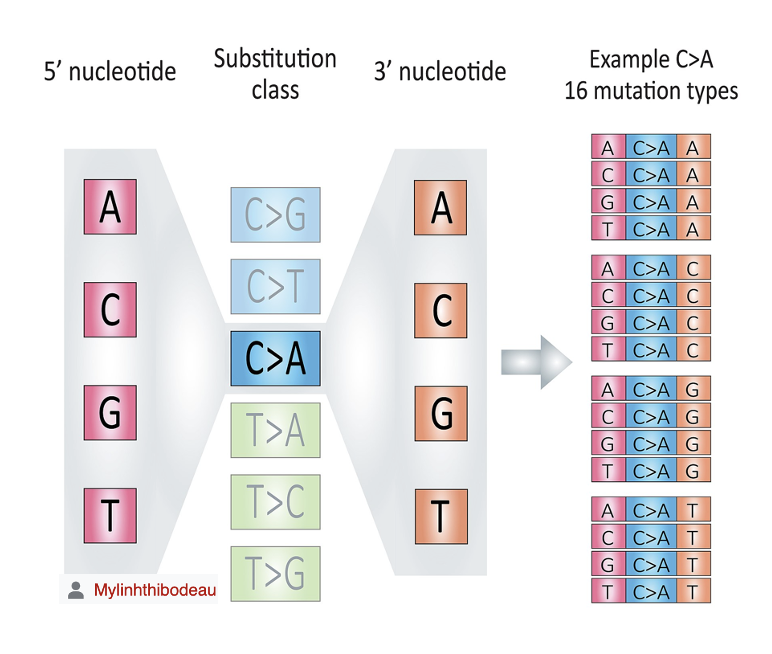 5’ nucleotide
Substitution
class
3’ nucleotide
Example C>A
16 mutation types
A
C
G
T
C>G
C>T
C>A
T>A
T>C
T>G
A
C
G
T
A C>A A
C C>A A
G C>A A
T C>A A
A C>A C
C C>A C
G C>A C
T C>A C
A C>A G
C C>A G
G C>A G
T C>A G
A C>A T
C C>A T
G C>A T
T C>A T
Mylinhthibodeau